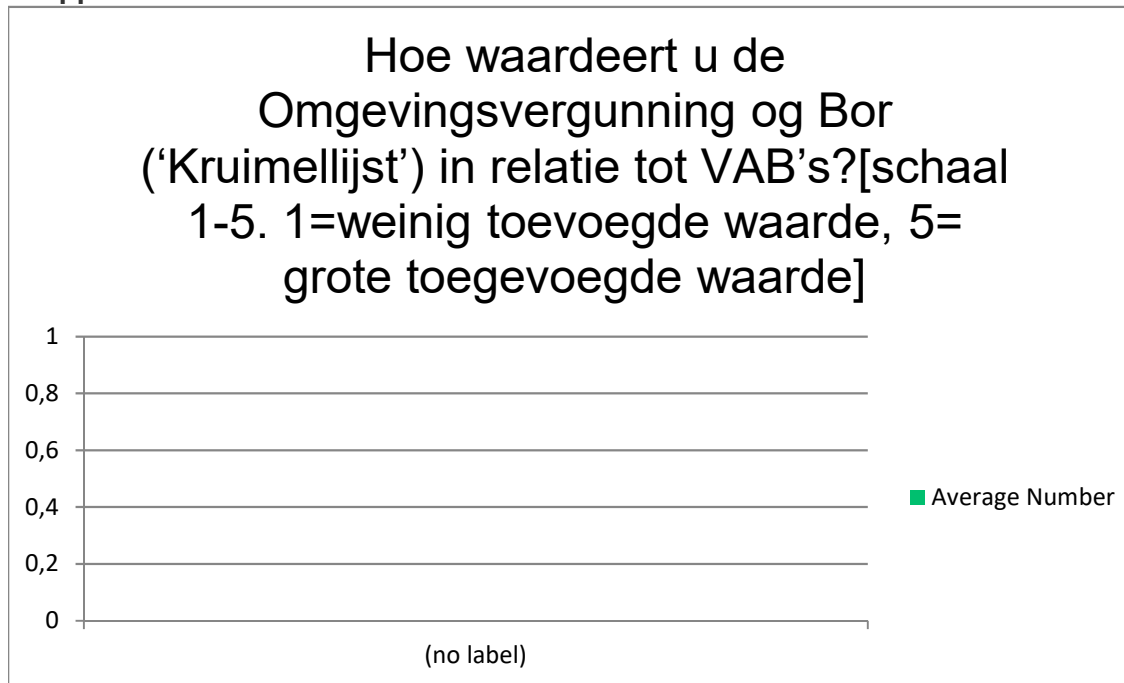 Hoe waardeert u de
Omgevingsvergunning og Bor
(‘Kruimellijst’) in relatie tot VAB’s?[schaal
1-5. 1=weinig toevoegde waarde, 5=
grote toegevoegde waarde]
1
0,8
0,6
0,4
0,2
0
(no label)
Average Number